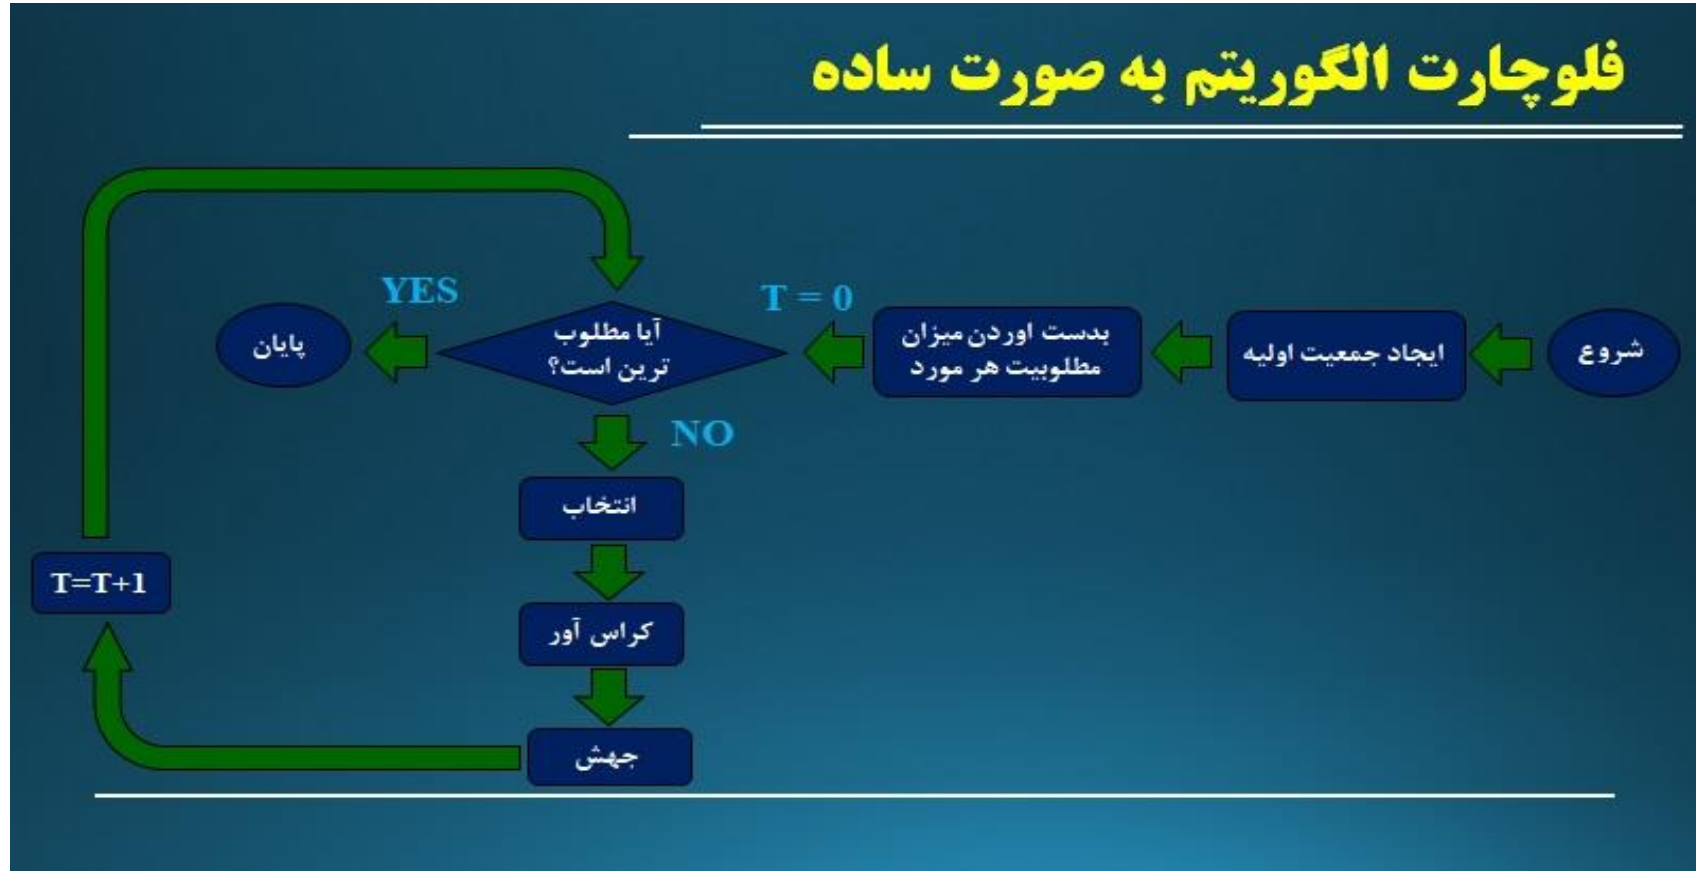 فلوچارت الگوریتم به صورت ساده
شروع
ایجاد جمعیت اولیه
بدست اوردن میزان
مطلوبیت هر مورد
T = 0
آیا مطلوب
ترین است؟
YES
پایان
NO
انتخاب
کراس آور
جهش
T=T+1